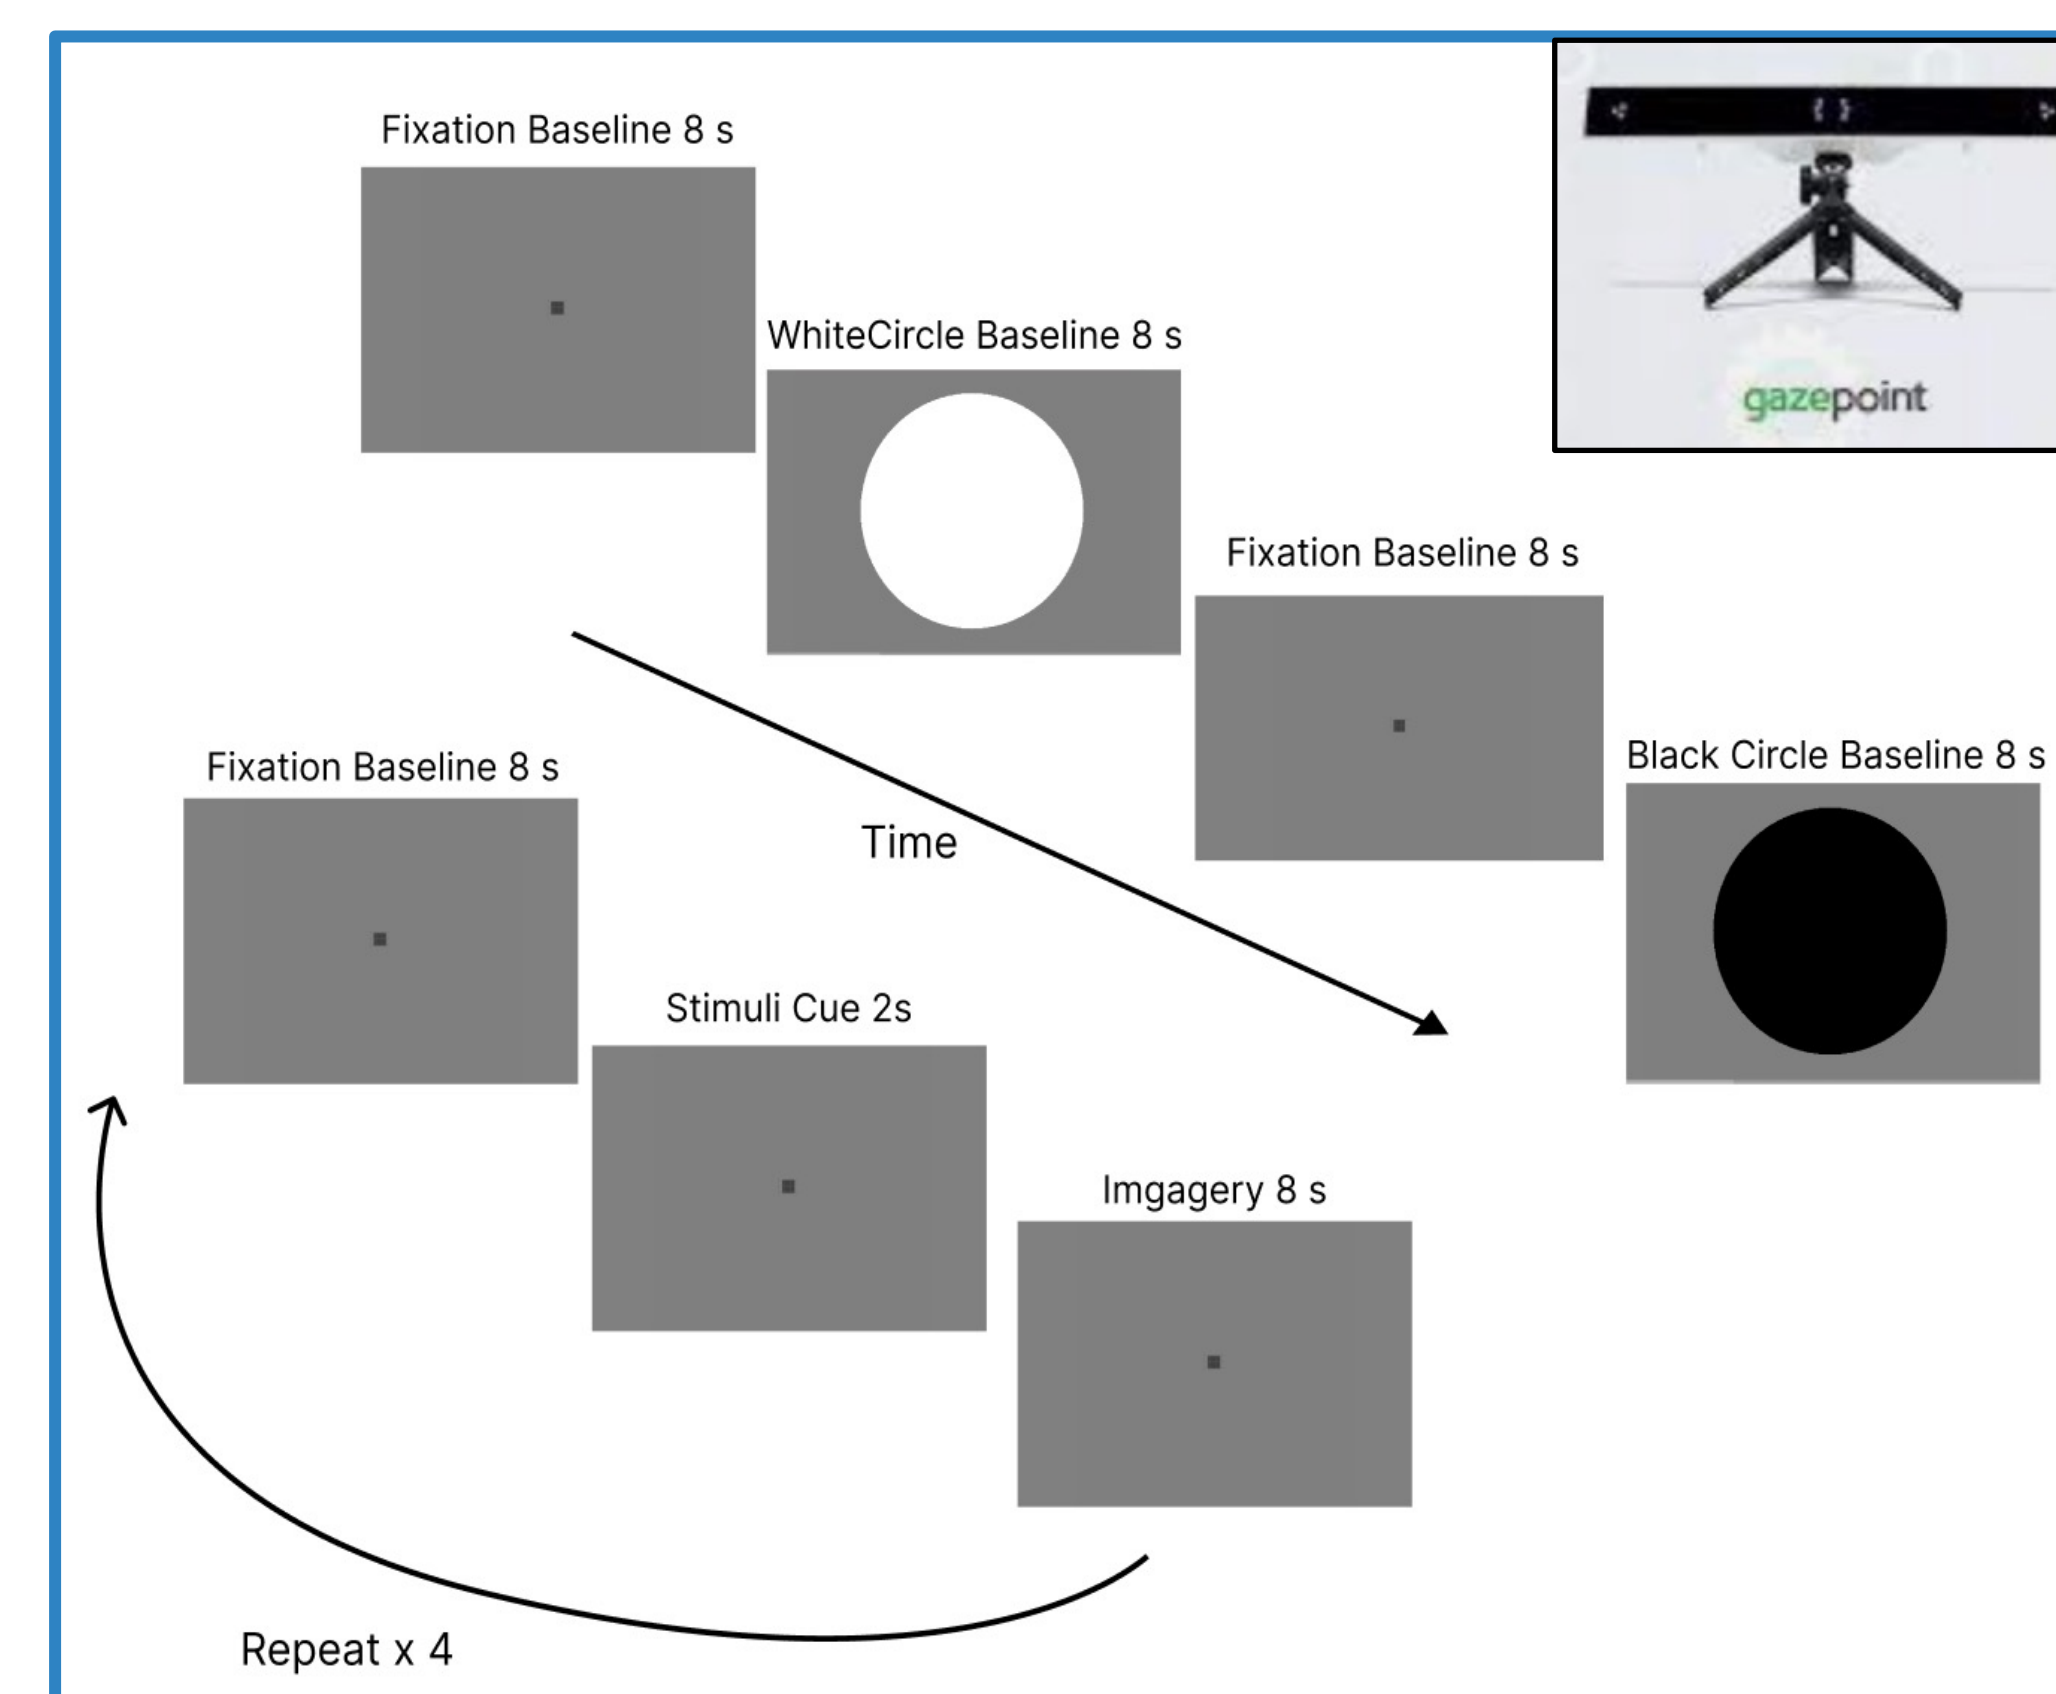 Fixation Baseline 8 s
gazepoint
WhiteCircle Baseline 8 s
Fixation Baseline 8 s
Black Circle Baseline 8 s
Time
Fixation Baseline 8 s
Stimuli Cue 2s
Imgagery 8 s
Repeat x 4